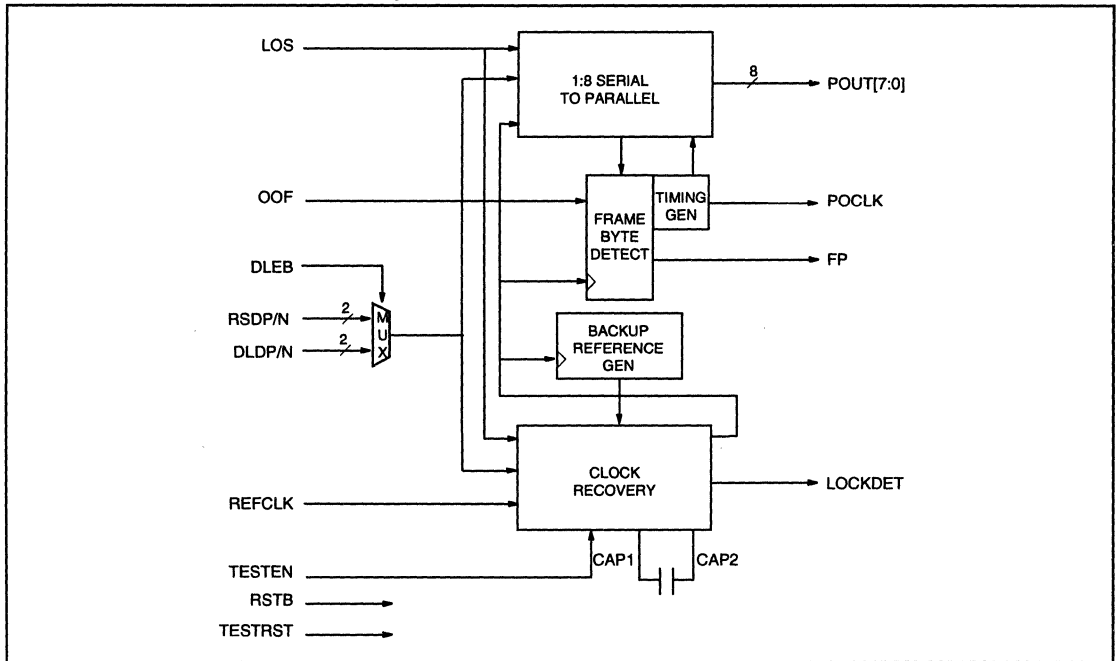 LOS
1:8 SERIAL
TO PARALLEL
8
POUT[7:0]
OOF
FRAME
BYTE
DETECT
TIMING
GEN
POCLK
FP
DLEB
RSDP/N
2
DLDP/N
2
MUX
BACKUP
REFERENCE
GEN
CLOCK
RECOVERY
LOCKDET
REFCLK
TESTEN
CAP1
CAP2
RSTB
TESTRST